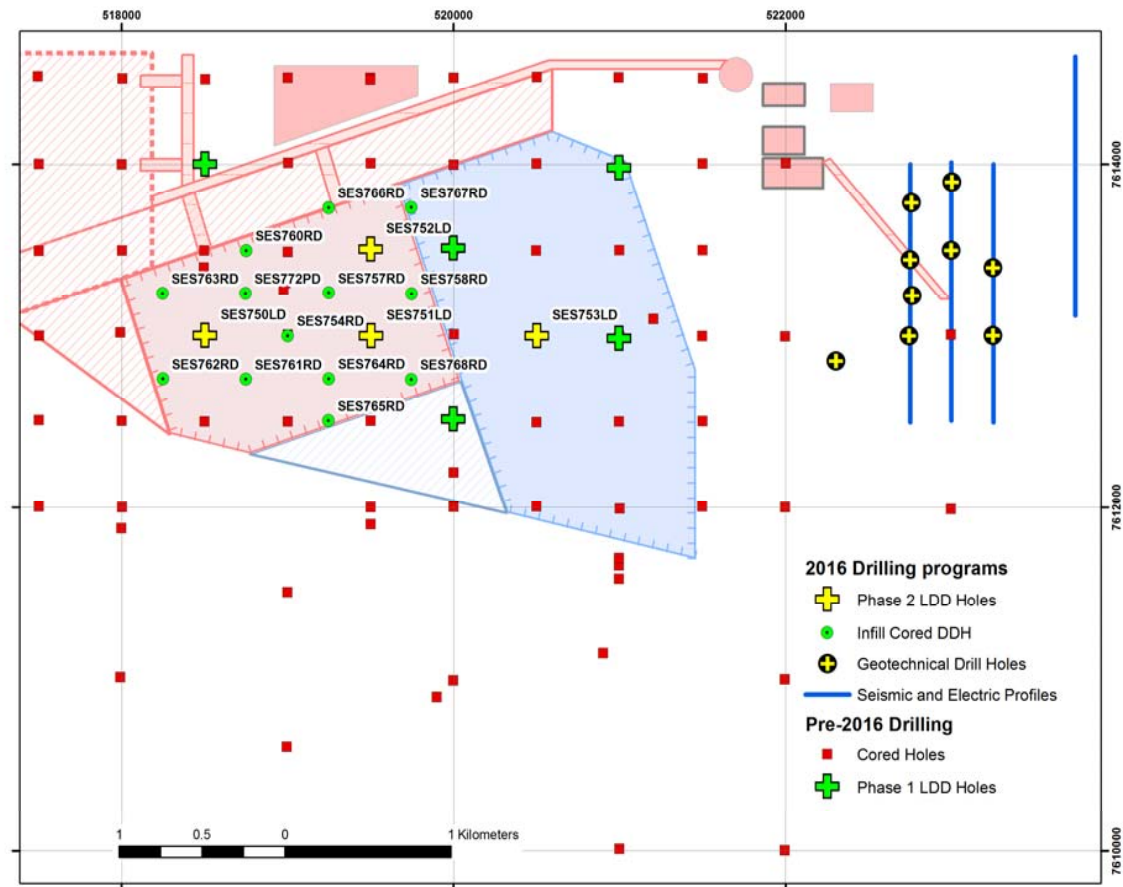 518000
520000
522000
7614000
SES766RD
SES767RD
SES760RD
SES752LD
SES763RD
SES772PD
SES757RD
SES758RD
SES750LD
SES754RD
SES751LD
SES753LD
SES762RD
SES761RD
SES764RD
SES768RD
SES765RD
7612000
2016 Drilling programs
Phase 2 LDD Holes
Infill Cored DDH
Geotechnical Drill Holes
Seismic and Electric Profiles
Pre-2016 Drilling
Cored Holes
Phase 1 LDD Holes
1 0.5 0 1 Kilometers
7610000